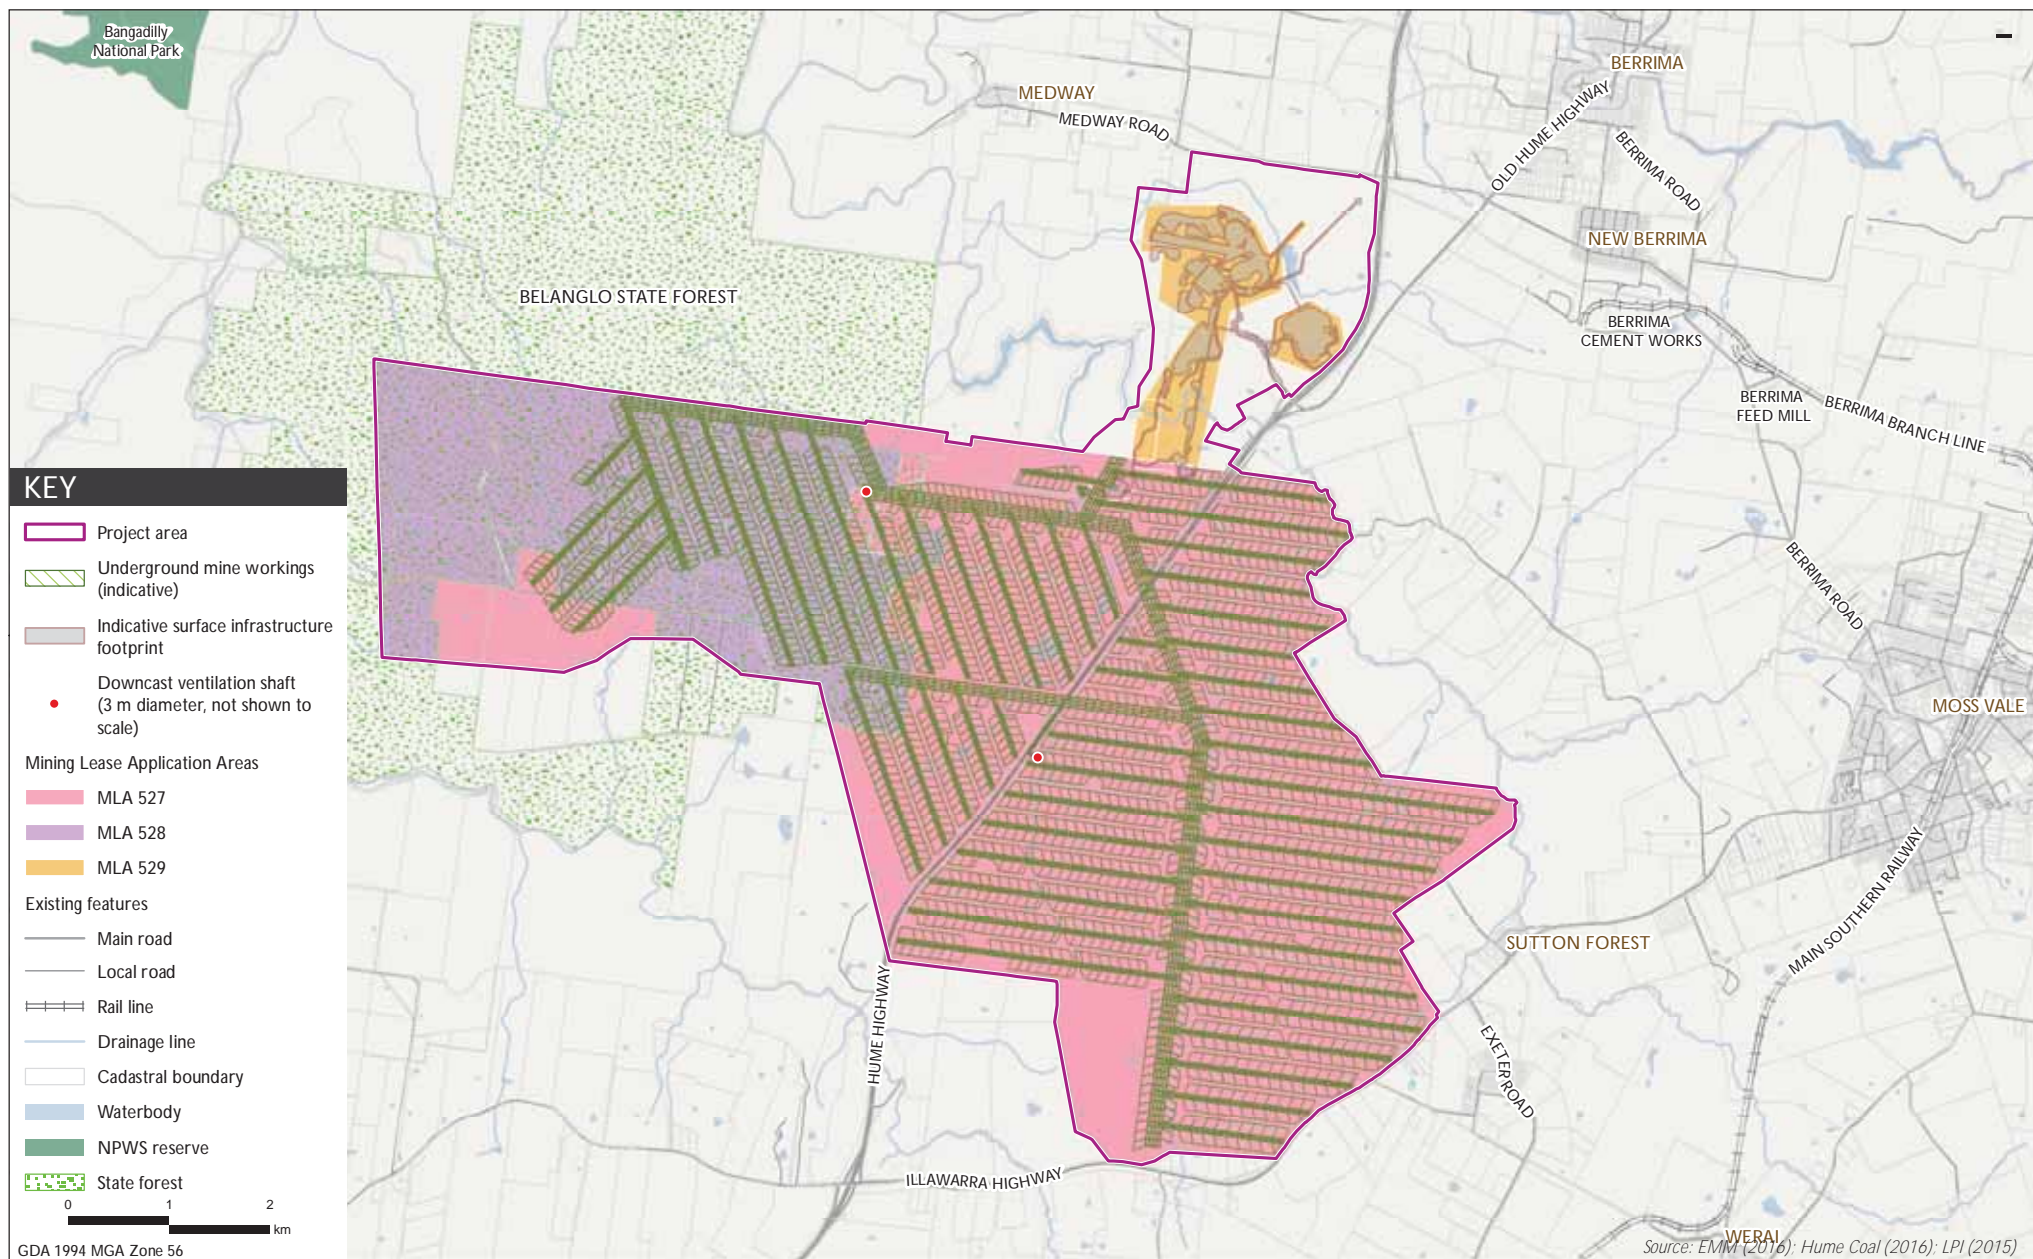 Bangadilly
National Park
BERRIMA
MEDWAY
MEDWAY ROAD
OLD HUME HIGHWAY
BERRIMA ROAD
NEW BERRIMA
BELANGLO STATE FOREST
BERRIMA
CEMENT WORKS
BERRIMA
FEED MILL
BERRIMA BRANCH LINE
BERRIMA ROAD
MOSS VALE
SUTTON FOREST
MAIN SOUTHERN RAILWAY
HUME HIGHWAY
EXETER ROAD
ILLAWARRA HIGHWAY
WERAI
KEY
Project area
Underground mine workings
(indicative)
Indicative surface infrastructure
footprint
Downcast ventilation shaft
(3 m diameter, not shown to
scale)
Mining Lease Application Areas
MLA 527
MLA 528
MLA 529
Existing features
Main road
Local road
Rail line
Drainage line
Cadastral boundary
Waterbody
NPWS reserve
State forest
0 1 2
km
GDA 1994 MGA Zone 56
Source: EMM (2016); Hume Coal (2016); LPI (2015)